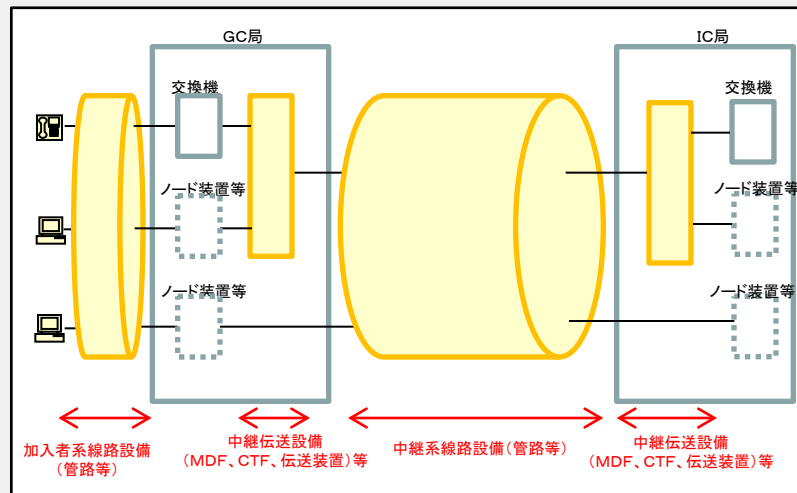 GC局
IC局
交換機
交換機
ノード装置等
ノード装置等
ノード装置等
ノード装置等
加入者系線路設備
(管路等)
中継伝送設備
(MDF、CTF、伝送装置)等
中継系線路設備(管路等)
中継伝送設備
(MDF、CTF、伝送装置)等